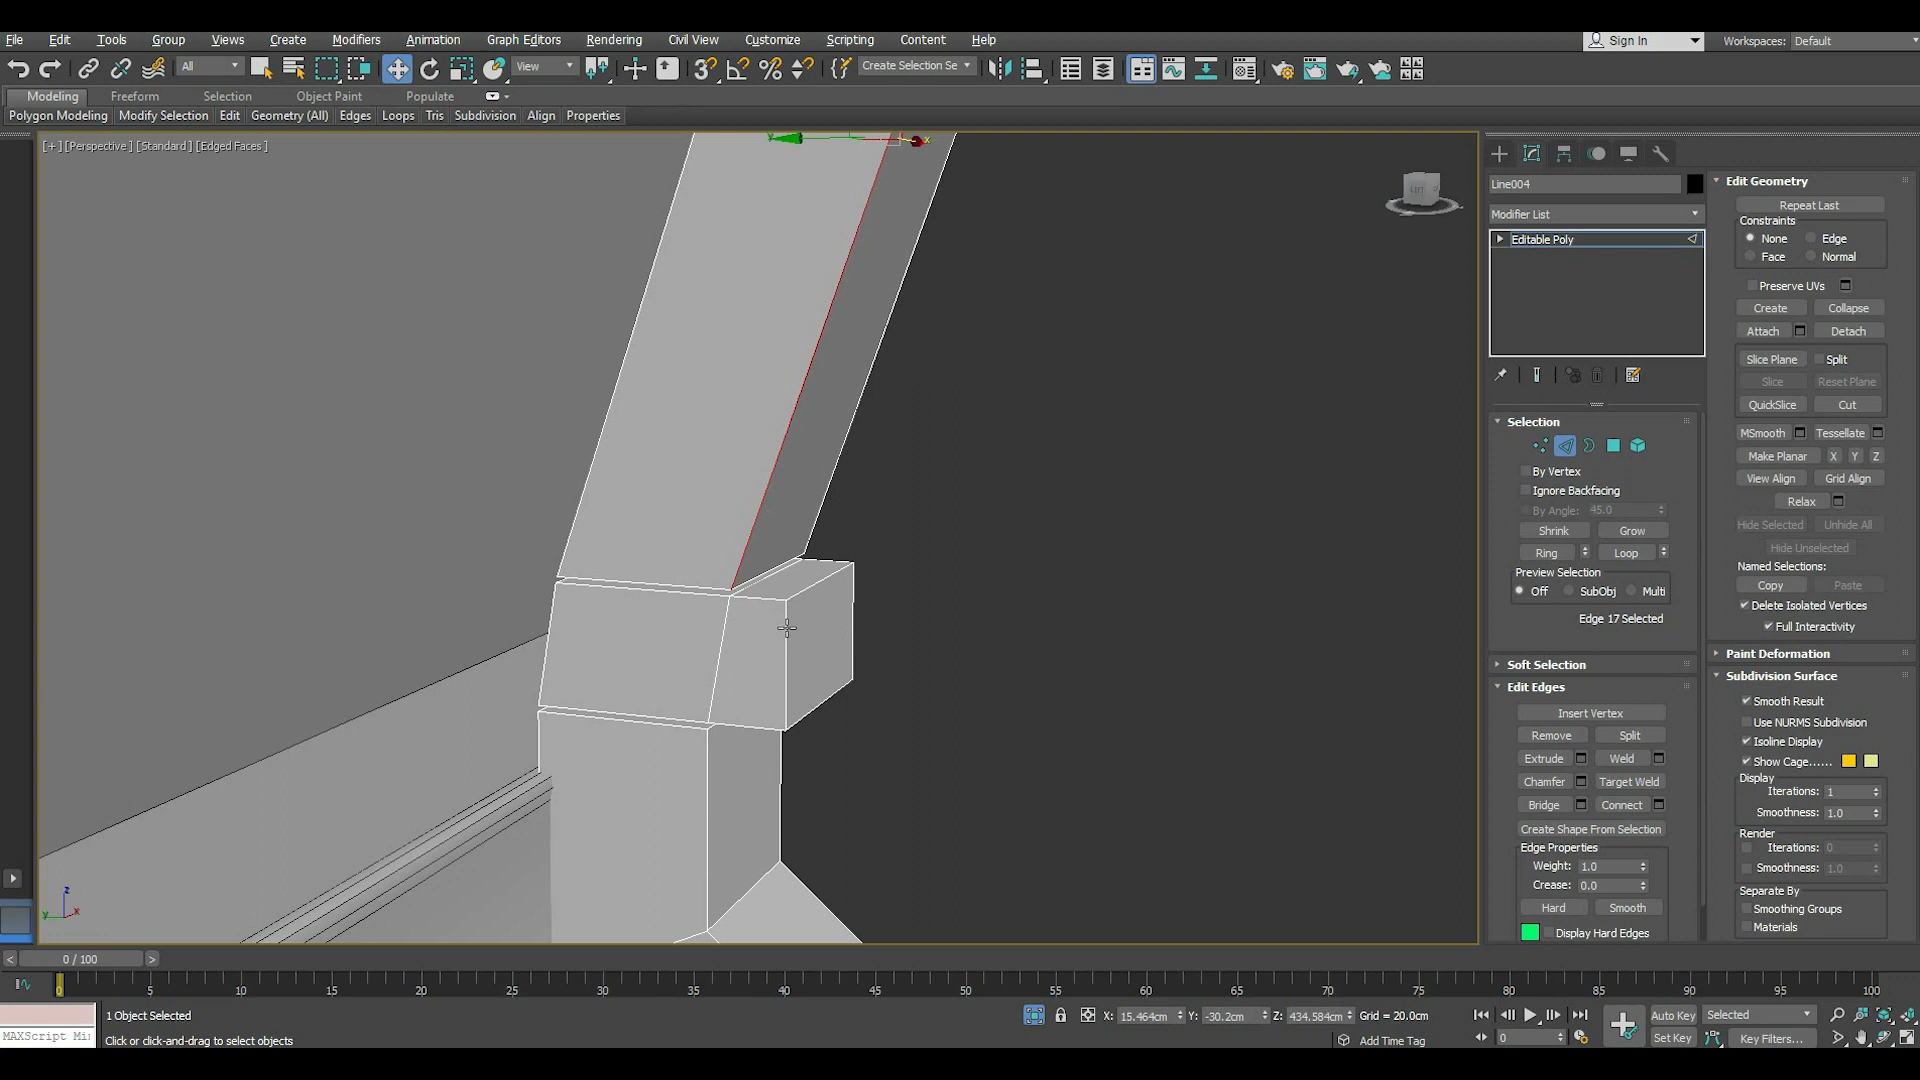 File Edit Tools Group Views Create Modifiers Animation Graph Editors Rendering Civil View Customize Scripting Content Help Sign In Workspaces: Default
All View Create Selection Se
Modeling Freeform Selection Object Paint Populate
Polygon Modeling Modify Selection Edit Geometry (All) Edges Loops Tris Subdivision Align Properties
[+] [Perspective] [Standard] [Edged Faces]
Line004
Modifier List
Editable Poly
Selection
By Vertex
Ignore Backfacing
By Angle: 45.0
Shrink Grow
Ring Loop
Preview Selection
Off SubObj Multi
Edge 17 Selected
Soft Selection
Edit Edges
Insert Vertex
Remove Split
Extrude Weld
Chamfer Target Weld
Bridge Connect
Create Shape From Selection
Edge Properties
Weight: 1.0
Crease: 0.0
Hard Smooth
Display Hard Edges
Edit Geometry
Repeat Last
Constraints
None Edge
Face Normal
Preserve UVs
Create Collapse
Attach Detach
Slice Plane Split
Slice Reset Plane
QuickSlice Cut
MSmooth Tessellate
Make Planar X Y Z
View Align Grid Align
Relax
Hide Selected Unhide All
Hide Unselected
Named Selections:
Copy Paste
Delete Isolated Vertices
Full Interactivity
Paint Deformation
Subdivision Surface
Smooth Result
Use NURMS Subdivision
Isoline Display
Show Cage......
Display
Iterations: 1
Smoothness: 1.0
Render
Iterations: 0
Smoothness: 1.0
Separate By
Smoothing Groups
Materials
z
y x
< 0 / 100 >
0 5 10 15 20 25 30 35 40 45 50 55 60 65 70 75 80 85 90 95 100
1 Object Selected X: 15.464cm Y: -30.2cm Z: 434.584cm Grid = 20.0cm Auto Key Selected
MAXScript Mi Click or click-and-drag to select objects Add Time Tag 0 Set Key Key Filters...